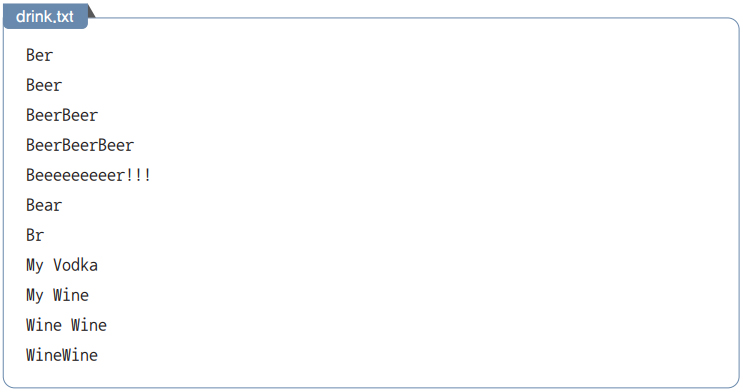 drink.txt
Ber
Beer
BeerBeer
BeerBeerBeer
Beeeeeeeeer!!!
Bear
Br
My Vodka
My Wine
Wine Wine
WineWine